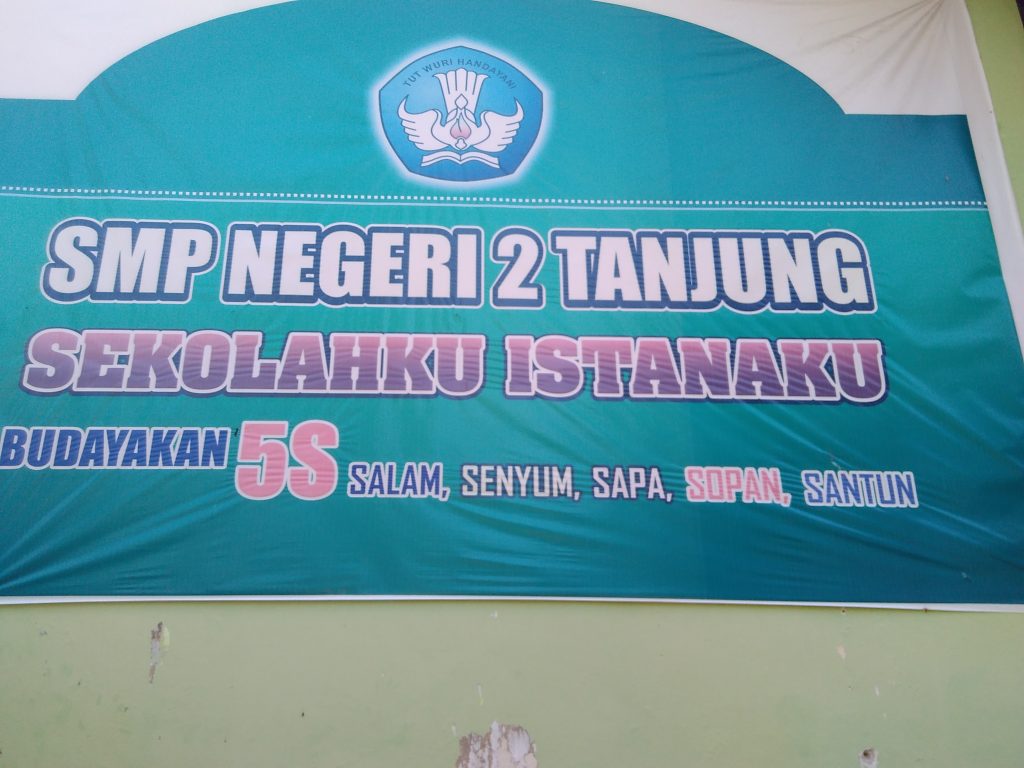 TUT WURI HANDAYANI
SMP NEGERI 2 TANJUNG
SEKOLAHKU ISTANAKU
BUDAYAKAN 5S SALAM, SENYUM, SAPA, SOPAN, SANTUN